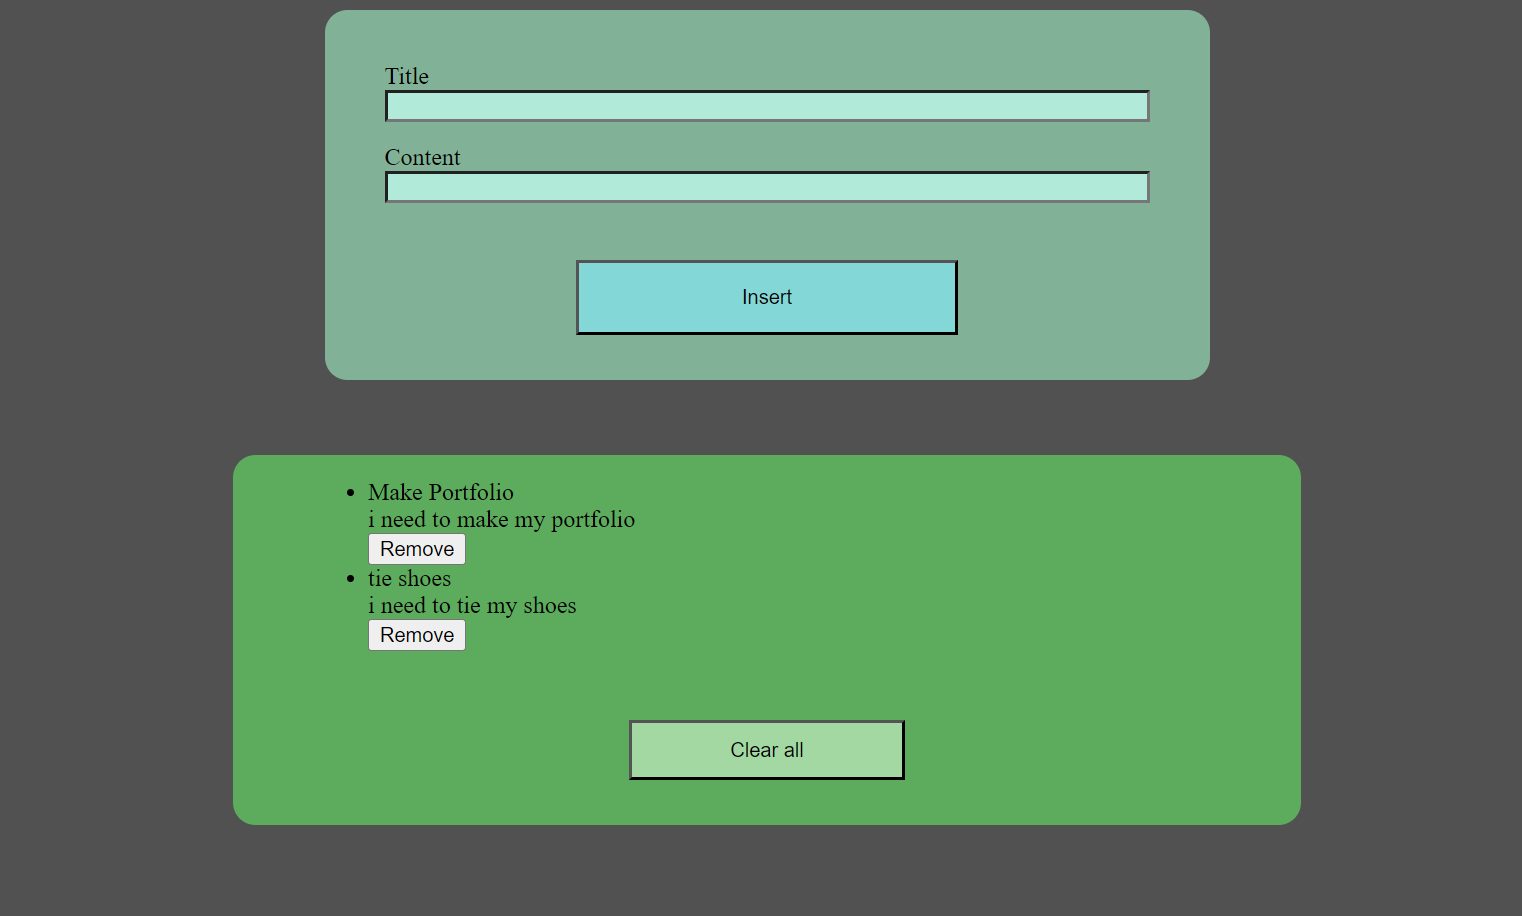 Title
Content
Insert
Make Portfolio
i need to make my portfolio
Remove
tie shoes
i need to tie my shoes
Remove
Clear all